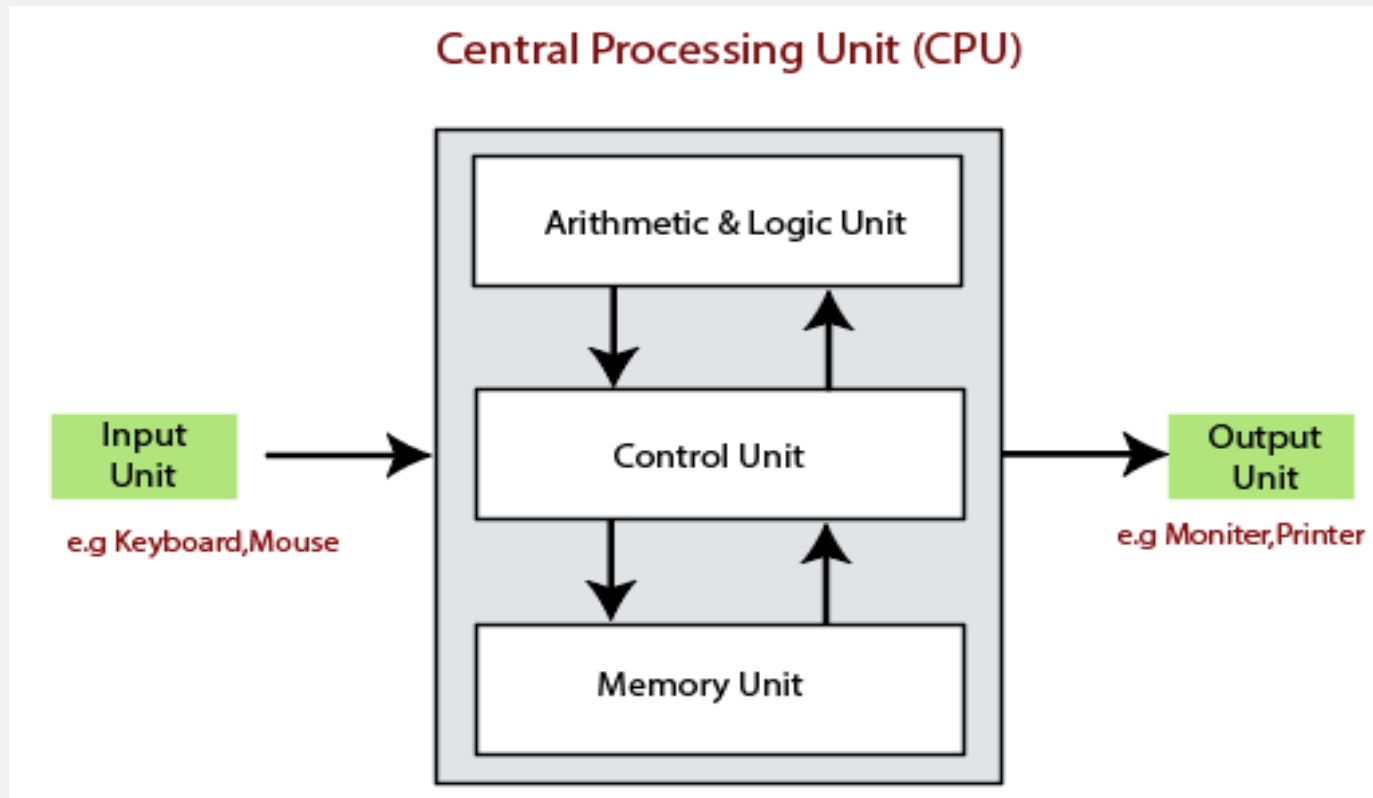 Central Processing Unit (CPU)
Arithmetic & Logic Unit
Control Unit
Memory Unit
Input
Unit
e.g Keyboard,Mouse
Output
Unit
e.g Moniter,Printer